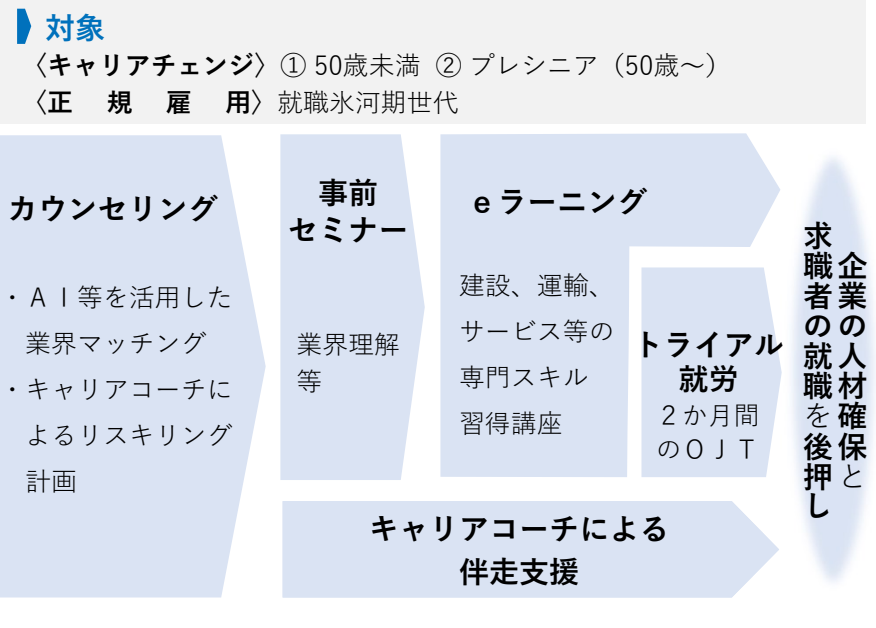 対象
〈キャリアチェンジ〉① 50歳未満 ② プレシニア（50歳～）
〈正規雇用〉就職氷河期世代
カウンセリング
・ＡＩ等を活用した
業界マッチング
・キャリアコーチに
よるリスキリング
計画
事前
セミナー
業界理解
等
eラーニング
建設、運輸、
サービス等の
専門スキル
習得講座
トライアル
就労
２か月間
のＯＪＴ
キャリアコーチによる
伴走支援
企業の人材確保と
求職者の就職を後押し